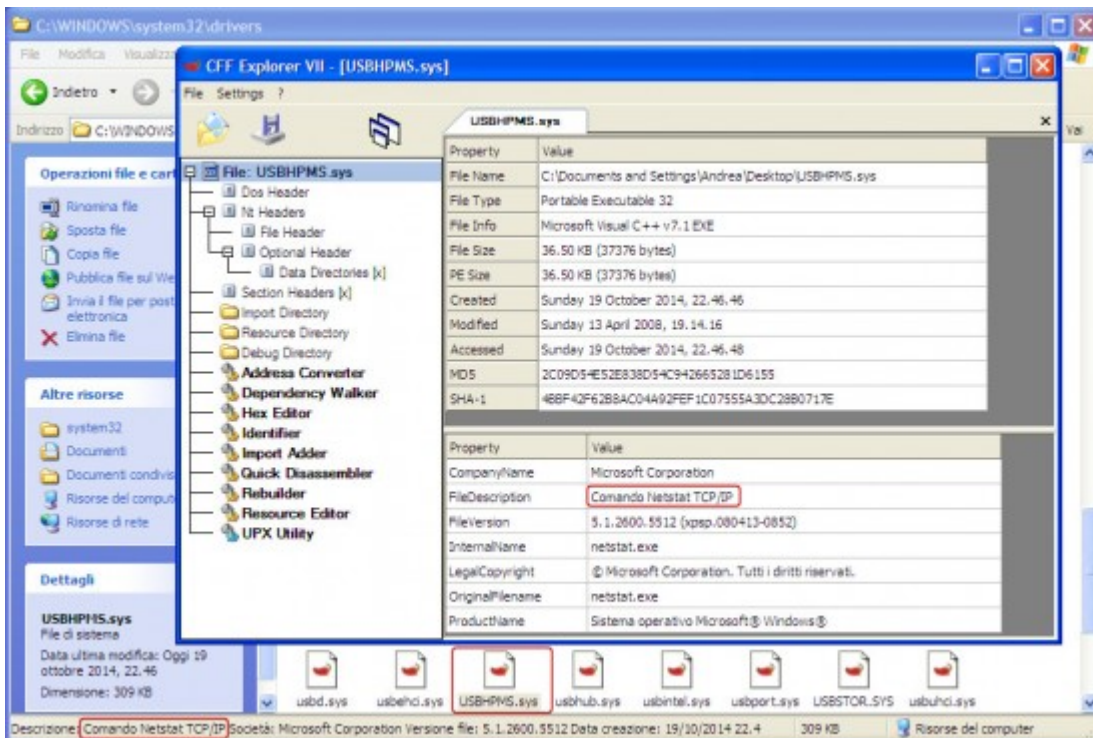 C:\WINDOWS\system32\drivers
File Modifica Visualizza
Indietro
Indirizzo C:\WINDOWS
Vai
Operazioni file e cart
Rinomina file
Sposta file
Copia file
Pubblica file sul We
Invia il file per post
elettronica
Elimina file
Altre risorse
system32
Documenti
Documenti condivis
Risorse del comput
Risorse di rete
Dettagli
USBHPMS.sys
File di sistema
Data ultima modifica: Oggi 19
ottobre 2014, 22.46
Dimensione: 309 KB
CFF Explorer VII - [USBHPMS.sys]
File Settings ?
File: USBHPMS.sys
Dos Header
Nt Headers
File Header
Optional Header
Data Directories [x]
Section Headers [x]
Import Directory
Resource Directory
Debug Directory
Address Converter
Dependency Walker
Hex Editor
Identifier
Import Adder
Quick Disassembler
Rebuilder
Resource Editor
UPX Utility
USBHPMS.sys
Property Value
File Name C:\Documents and Settings\Andrea\Desktop\USBHPMS.sys
File Type Portable Executable 32
File Info Microsoft Visual C++ v7.1 EXE
File Size 36.50 KB (37376 bytes)
PE Size 36.50 KB (37376 bytes)
Created Sunday 19 October 2014, 22.46.46
Modified Sunday 13 April 2008, 19.14.16
Accessed Sunday 19 October 2014, 22.46.48
MD5 2C09D54E52E838D54C942665281D6155
SHA-1
Property Value
CompanyName Microsoft Corporation
FileDescription Comando Netstat TCP/IP
FileVersion 5.1.2600.5512 (xpsp.080413-0852)
InternalName netstat.exe
LegalCopyright © Microsoft Corporation. Tutti i diritti riservati.
OriginalFilename netstat.exe
ProductName Sistema operativo Microsoft® Windows®
usbd.sys usbehci.sys USBHPMS.sys usbhub.sys usbintel.sys usbport.sys USBSTOR.SYS usbuhci.sys
Descrizione: Comando Netstat TCP/IP Società: Microsoft Corporation Versione file: 5.1.2600.5512 Data creazione: 19/10/2014 22.4 309 KB Risorse del computer